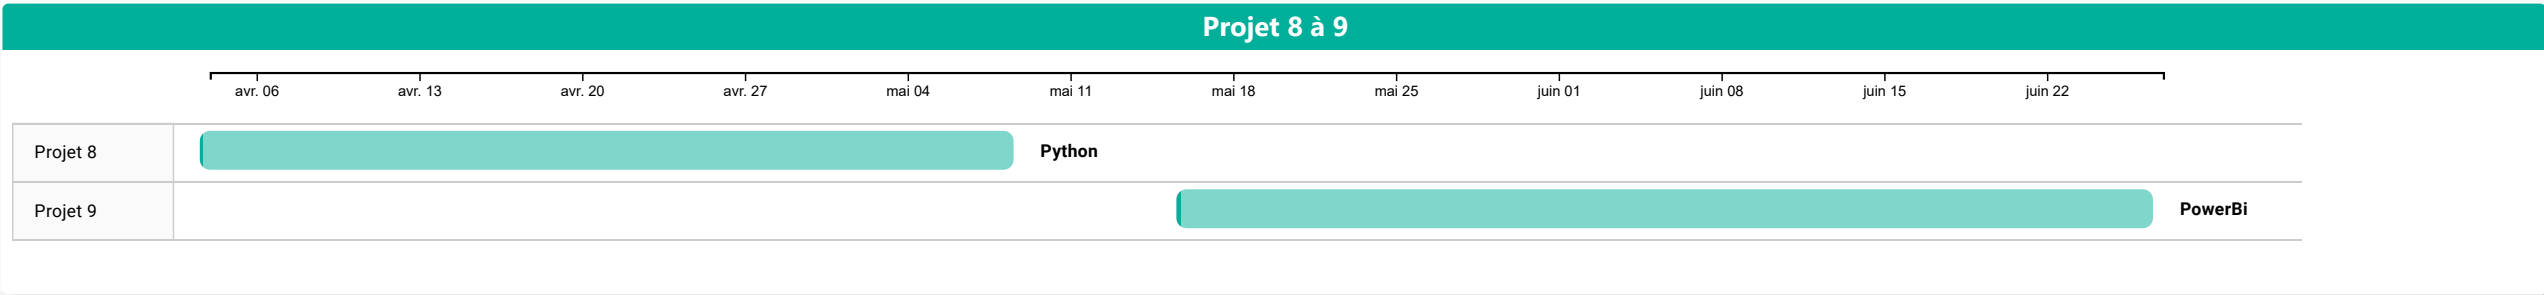 Projet 8 à 9
avr. 06 avr. 13 avr. 20 avr. 27 mai 04 mai 11 mai 18 mai 25 juin 01 juin 08 juin 15 juin 22
Projet 8 Python
Projet 9 PowerBi